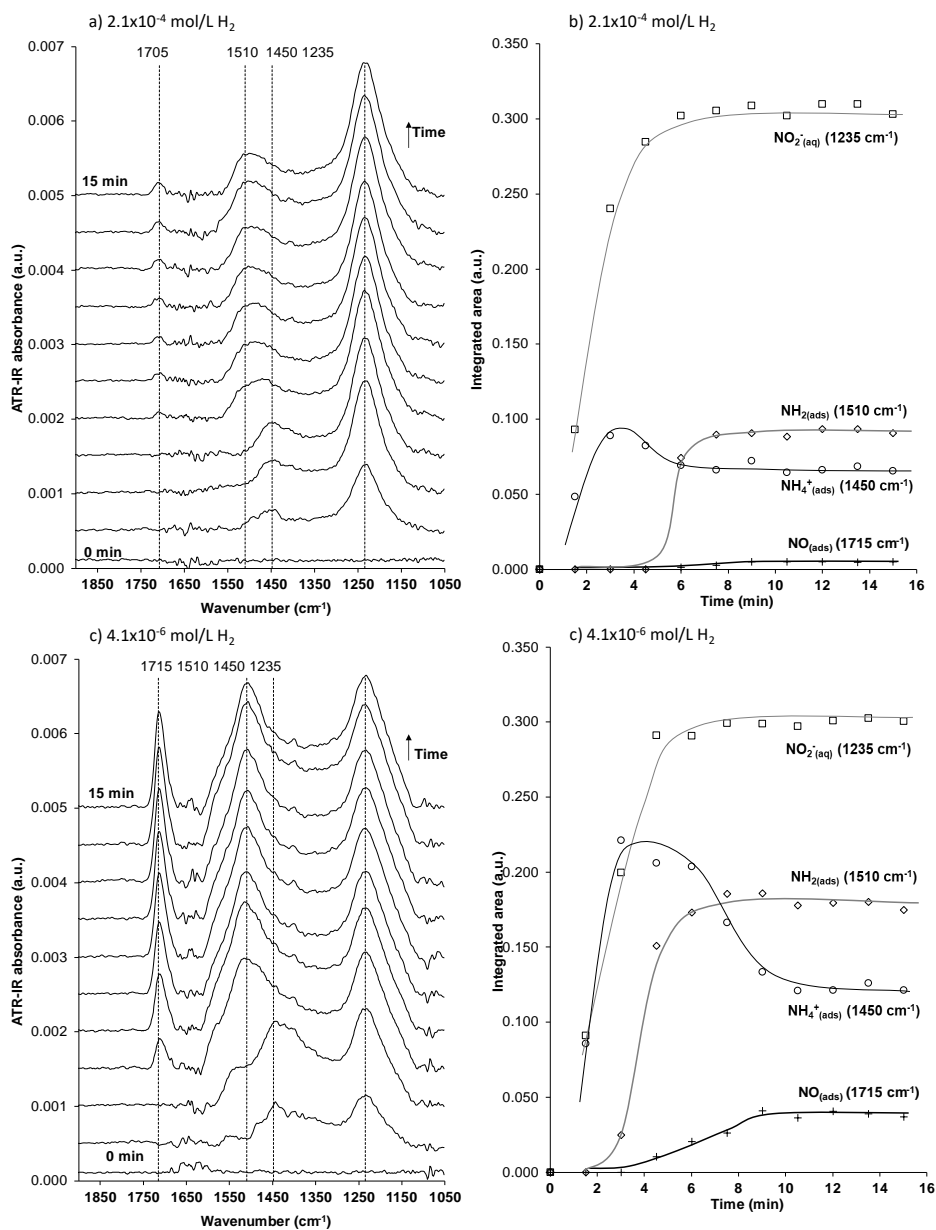 a) 2.1x10⁻⁴ mol/L H₂
1705 1510 1450 1235
0.007
0.006
0.005
0.004
0.003
0.002
0.001
0.000
ATR-IR absorbance (a.u.)
Time
15 min
0 min
1850 1750 1650 1550 1450 1350 1250 1150 1050
Wavenumber (cm⁻¹)
b) 2.1x10⁻⁴ mol/L H₂
0.350
0.300
0.250
0.200
0.150
0.100
0.050
0.000
Integrated area (a.u.)
NO₂⁻(aq) (1235 cm⁻¹)
NH₂(ads) (1510 cm⁻¹)
NH₄⁺(ads) (1450 cm⁻¹)
NO(ads) (1715 cm⁻¹)
0 2 4 6 8 10 12 14 16
Time (min)
c) 4.1x10⁻⁶ mol/L H₂
1715 1510 1450 1235
0.007
0.006
0.005
0.004
0.003
0.002
0.001
0.000
ATR-IR absorbance (a.u.)
Time
15 min
0 min
1850 1750 1650 1550 1450 1350 1250 1150 1050
Wavenumber (cm⁻¹)
c) 4.1x10⁻⁶ mol/L H₂
0.350
0.300
0.250
0.200
0.150
0.100
0.050
0.000
Integrated area (a.u.)
NO₂⁻(aq) (1235 cm⁻¹)
NH₂(ads) (1510 cm⁻¹)
NH₄⁺(ads) (1450 cm⁻¹)
NO(ads) (1715 cm⁻¹)
0 2 4 6 8 10 12 14 16
Time (min)